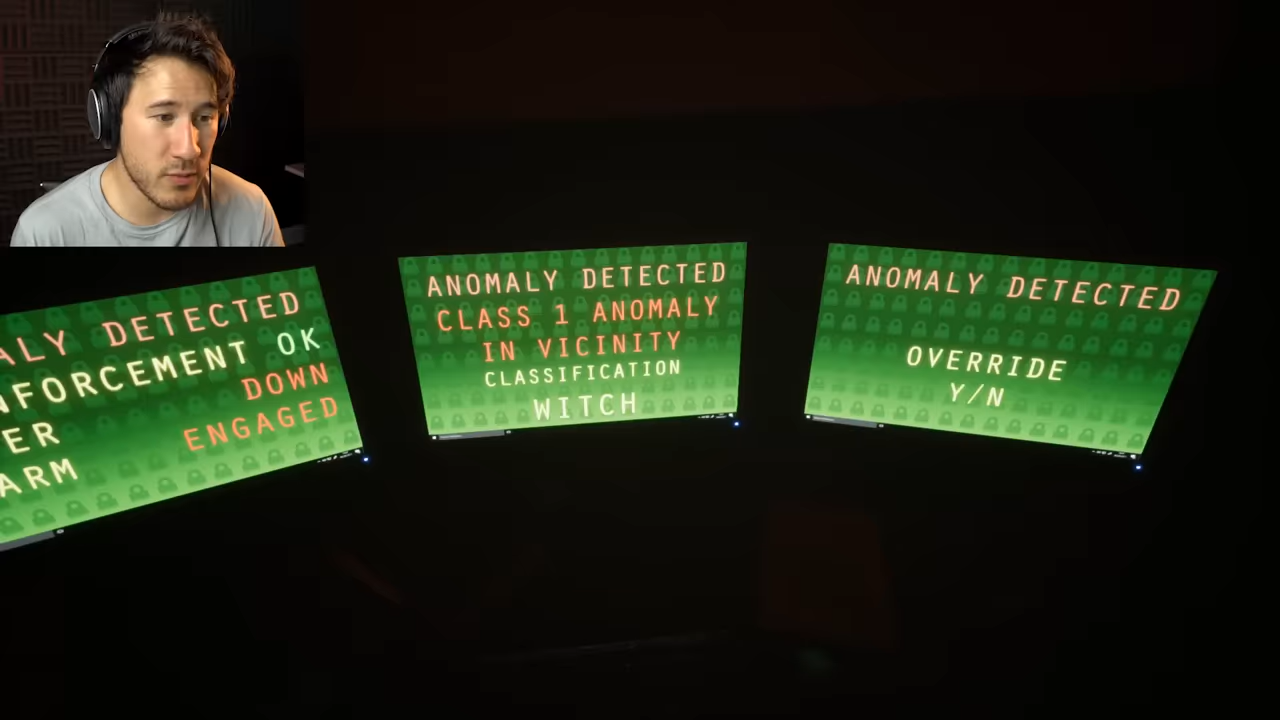 ANOMALY DETECTED
CLASS 1 ANOMALY
IN VICINITY
CLASSIFICATION
WITCH
ANOMALY DETECTED
OVERRIDE
Y/N
DETECTED
OK
DOWN
ENGAGED